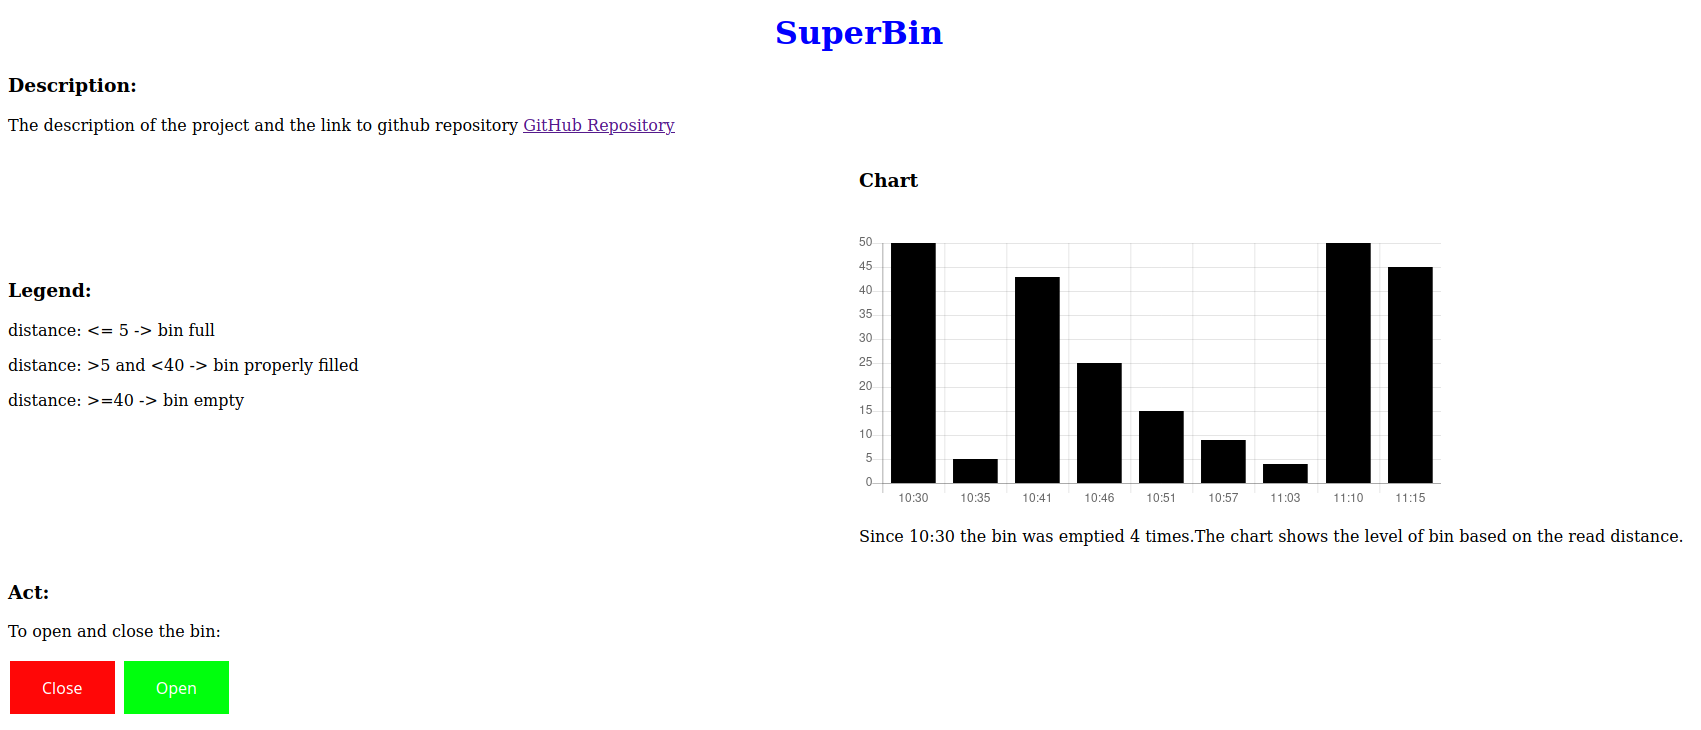 SuperBin
Description:
The description of the project and the link to github repository GitHub Repository
Chart
50
45
40
35
30
25
20
15
10
5
0
10:30 10:35 10:41 10:46 10:51 10:57 11:03 11:10 11:15
Since 10:30 the bin was emptied 4 times.The chart shows the level of bin based on the read distance.
Legend:
distance: <= 5 -> bin full
distance: >5 and <40 -> bin properly filled
distance: >=40 -> bin empty
Act:
To open and close the bin:
Close Open